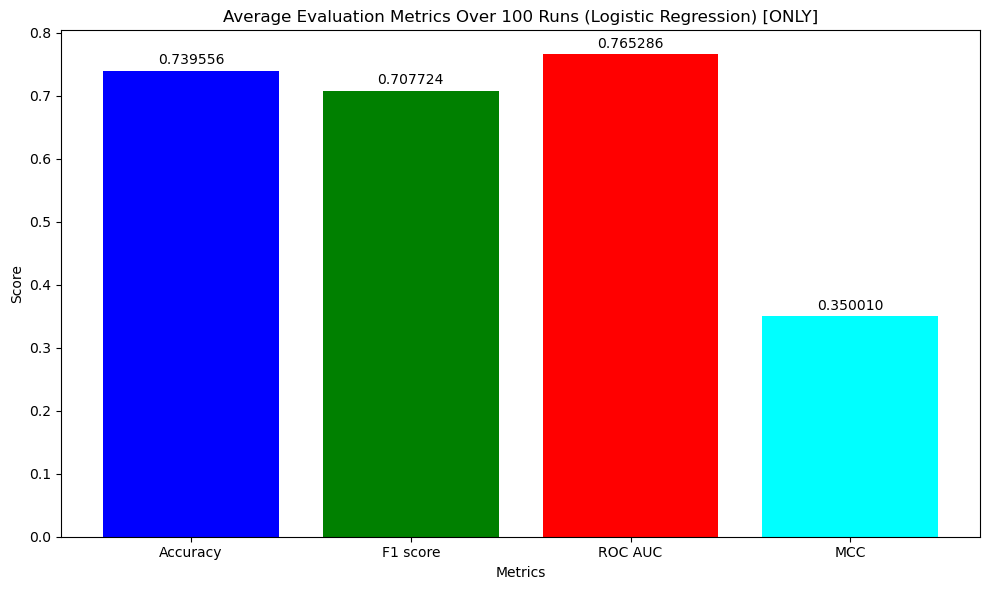 Average Evaluation Metrics Over 100 Runs (Logistic Regression) [ONLY]
Score
0.8
0.7
0.6
0.5
0.4
0.3
0.2
0.1
0.0
0.739556
0.707724
0.765286
0.350010
Accuracy
F1 score
ROC AUC
MCC
Metrics